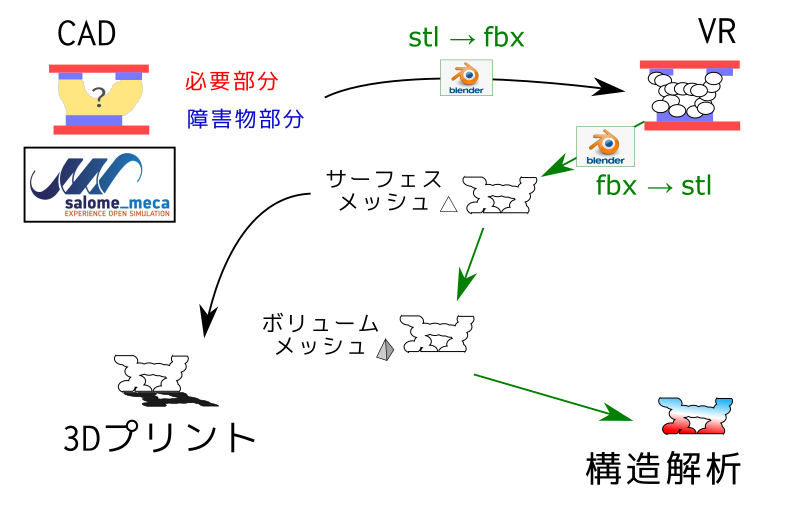 CAD
stl → fbx
VR
blender
?
必要部分
障害物部分
salome_meca
EXPERIENCE OPEN SIMULATION
blender
fbx → stl
サーフェス
メッシュ
ボリューム
メッシュ
3Dプリント
構造解析